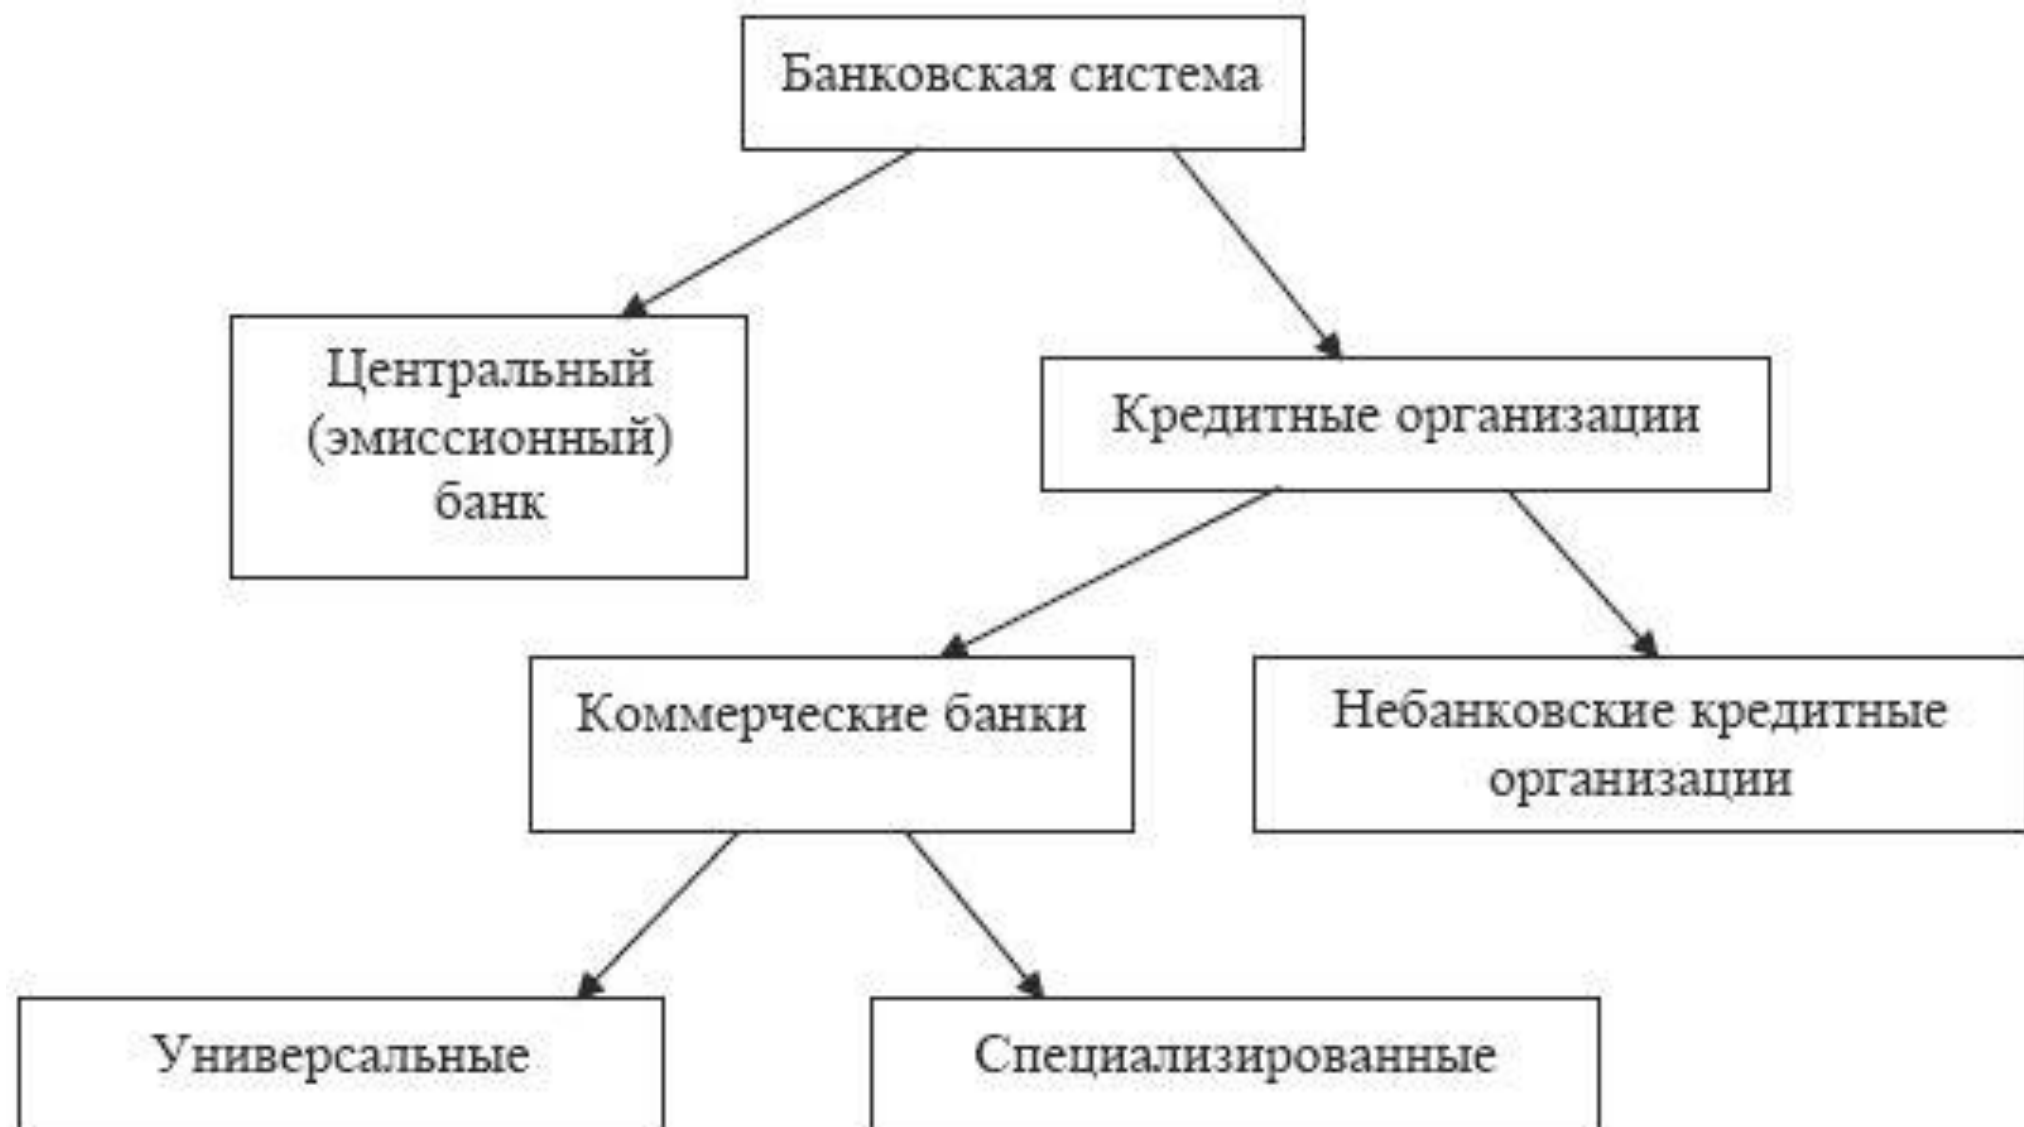 Банковская система
Центральный
(эмиссионный)
банк
Кредитные организации
Коммерческие банки
Небанковские кредитные
организации
Универсальные
Специализированные